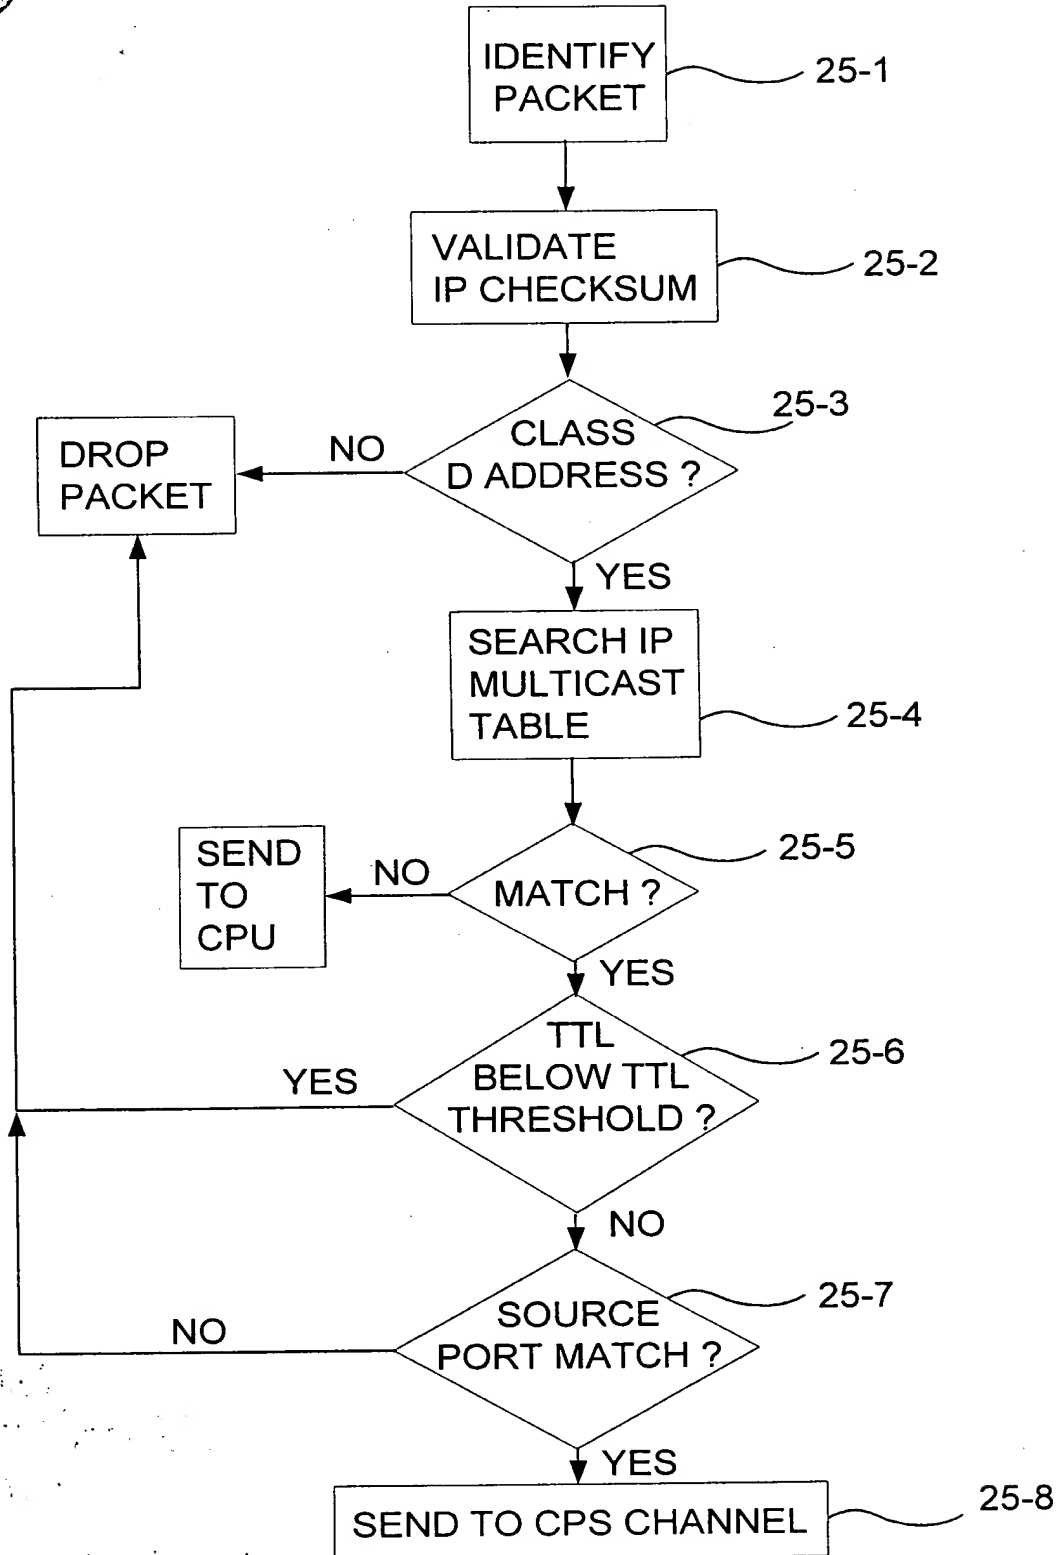 IDENTIFY
PACKET
25-1
VALIDATE
IP CHECKSUM
25-2
CLASS
D ADDRESS ?
25-3
NO
DROP
PACKET
YES
SEARCH IP
MULTICAST
TABLE
25-4
MATCH ?
25-5
NO
SEND
TO
CPU
YES
TTL
BELOW TTL
THRESHOLD ?
25-6
YES
NO
SOURCE
PORT MATCH ?
25-7
NO
YES
SEND TO CPS CHANNEL
25-8